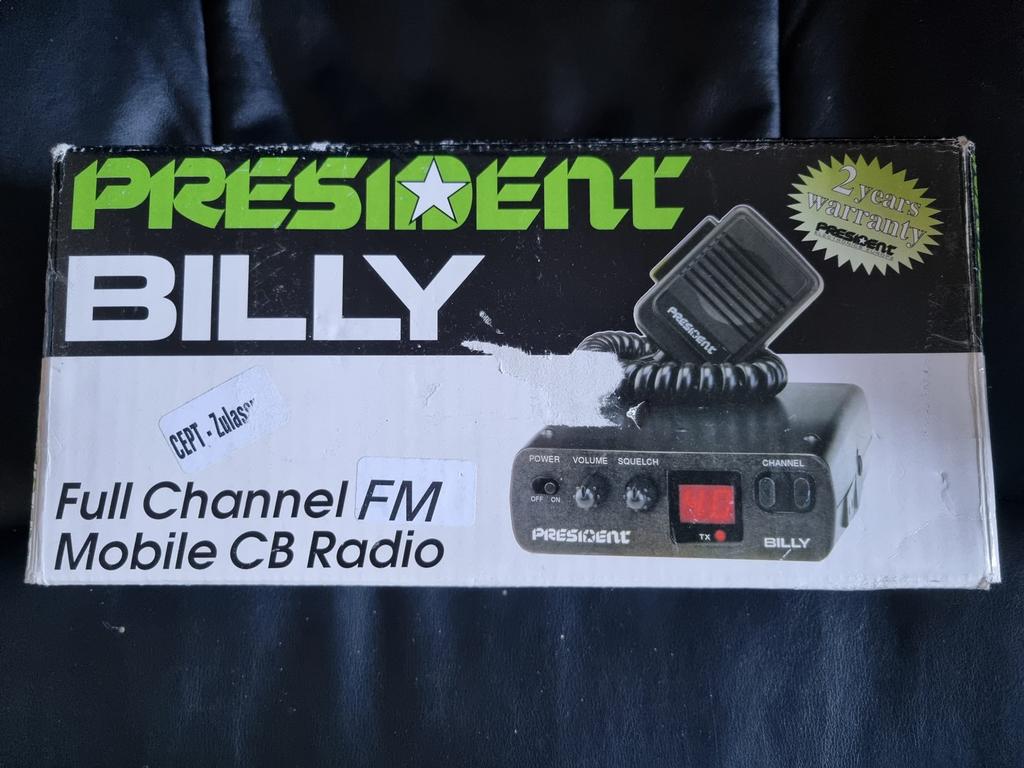 PRESIDENT
BILLY
2 years
warranty
PRESIDENT
PRESIDENT
CEPT -
Full Channel FM
Mobile CB Radio
POWER VOLUME SQUELCH
CHANNEL
OFF ON
PRESIDENT
TX
BILLY